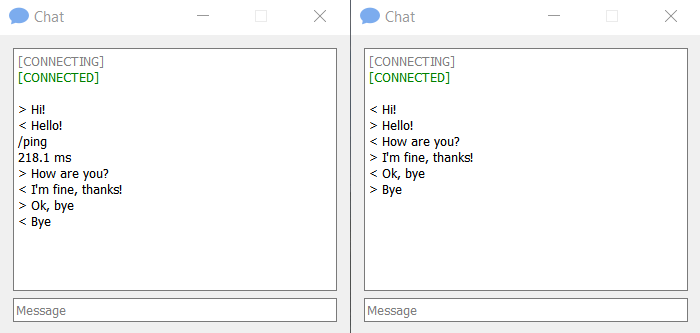 Chat
[CONNECTING]
[CONNECTED]
> Hi!
< Hello!
/ping
218.1 ms
> How are you?
< I'm fine, thanks!
> Ok, bye
< Bye
Message
Chat
[CONNECTING]
[CONNECTED]
< Hi!
> Hello!
< How are you?
> I'm fine, thanks!
< Ok, bye
> Bye
Message